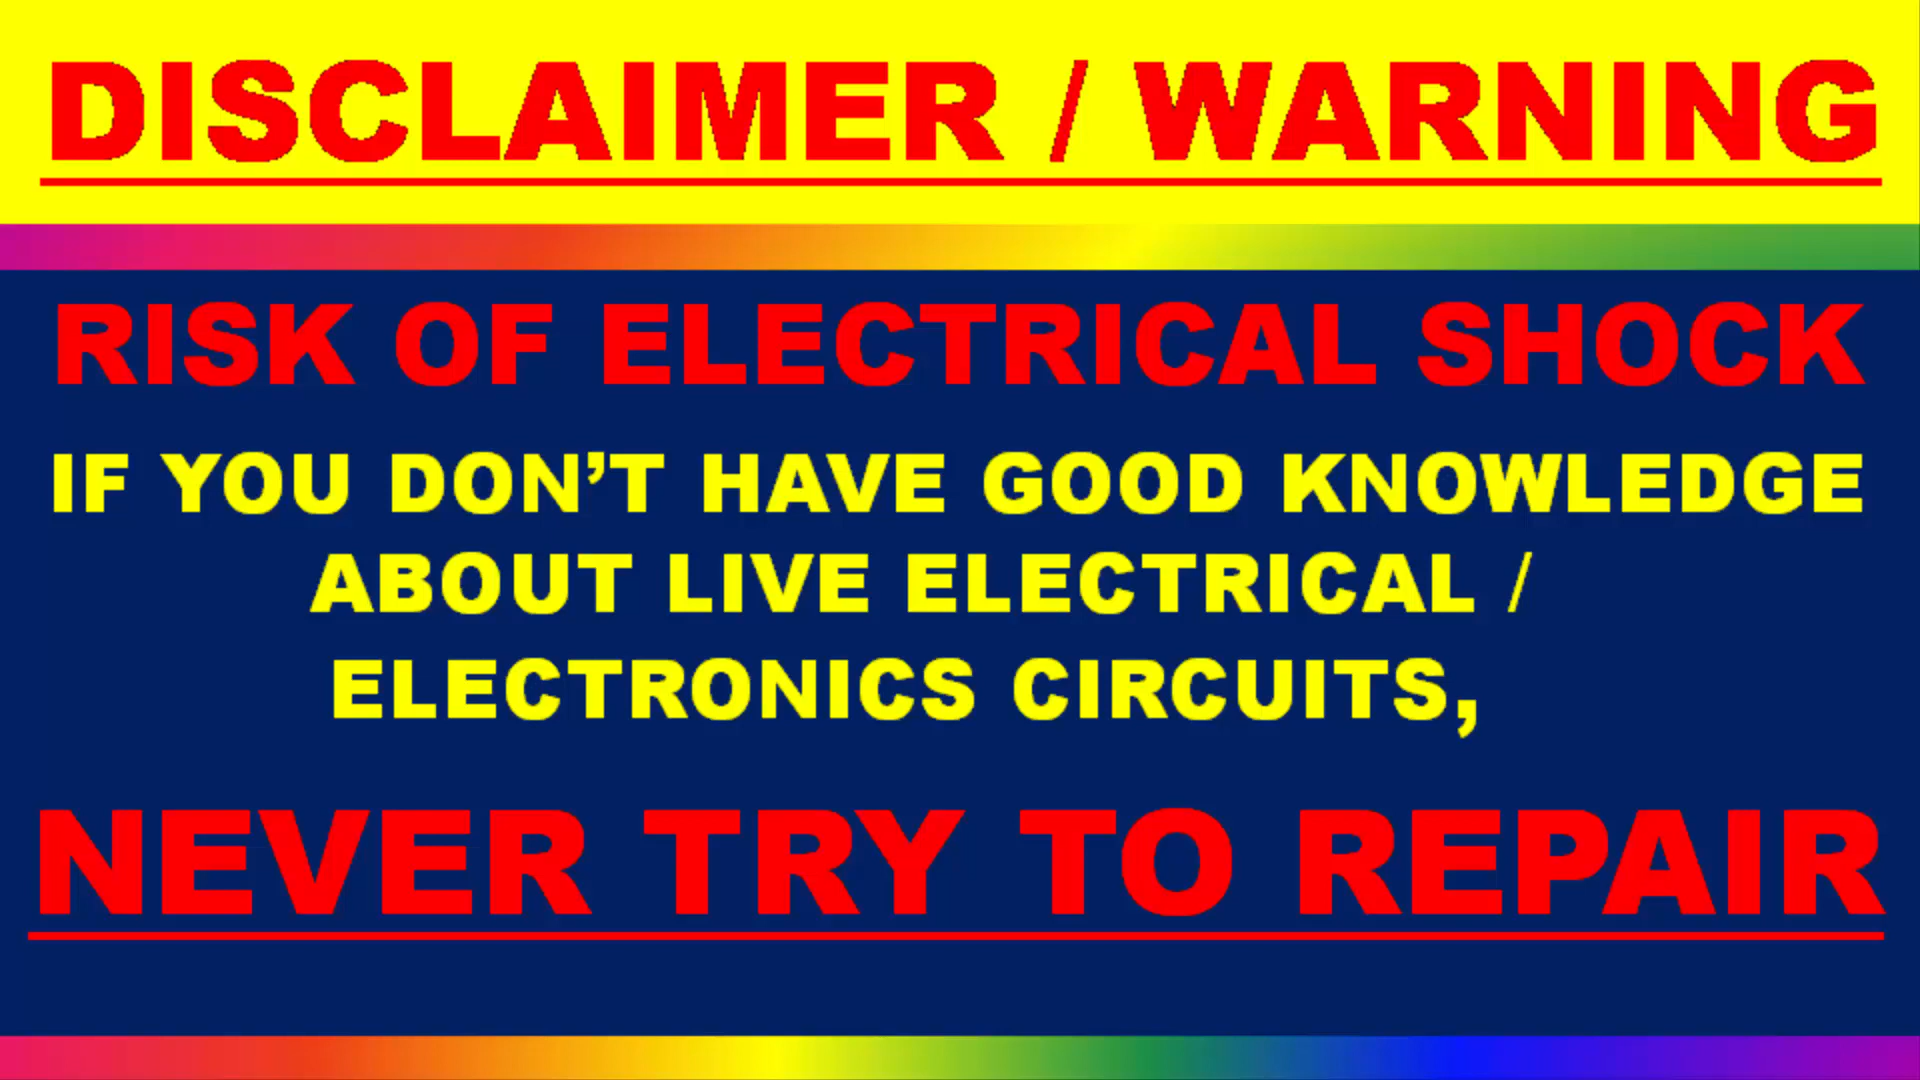 DISCLAIMER / WARNING
RISK OF ELECTRICAL SHOCK
IF YOU DON’T HAVE GOOD KNOWLEDGE
ABOUT LIVE ELECTRICAL /
ELECTRONICS CIRCUITS,
NEVER TRY TO REPAIR